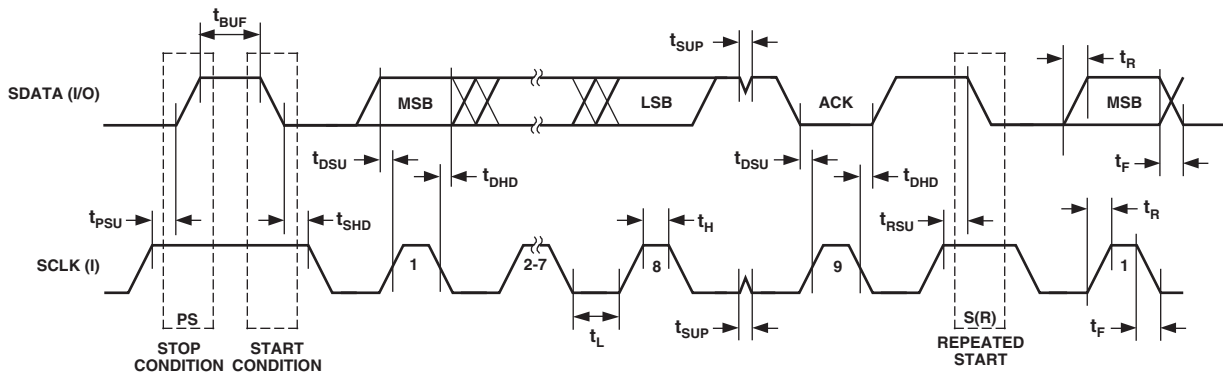 tBUF
tSUP
tR
SDATA (I/O)
MSB
LSB
ACK
MSB
tDSU
tDHD
tDSU
tDHD
tF
tPSU
tSHD
tH
tRSU
tR
SCLK (I)
1
2-7
8
9
1
PS
tL
tSUP
S(R)
tF
STOP
CONDITION
START
CONDITION
REPEATED
START